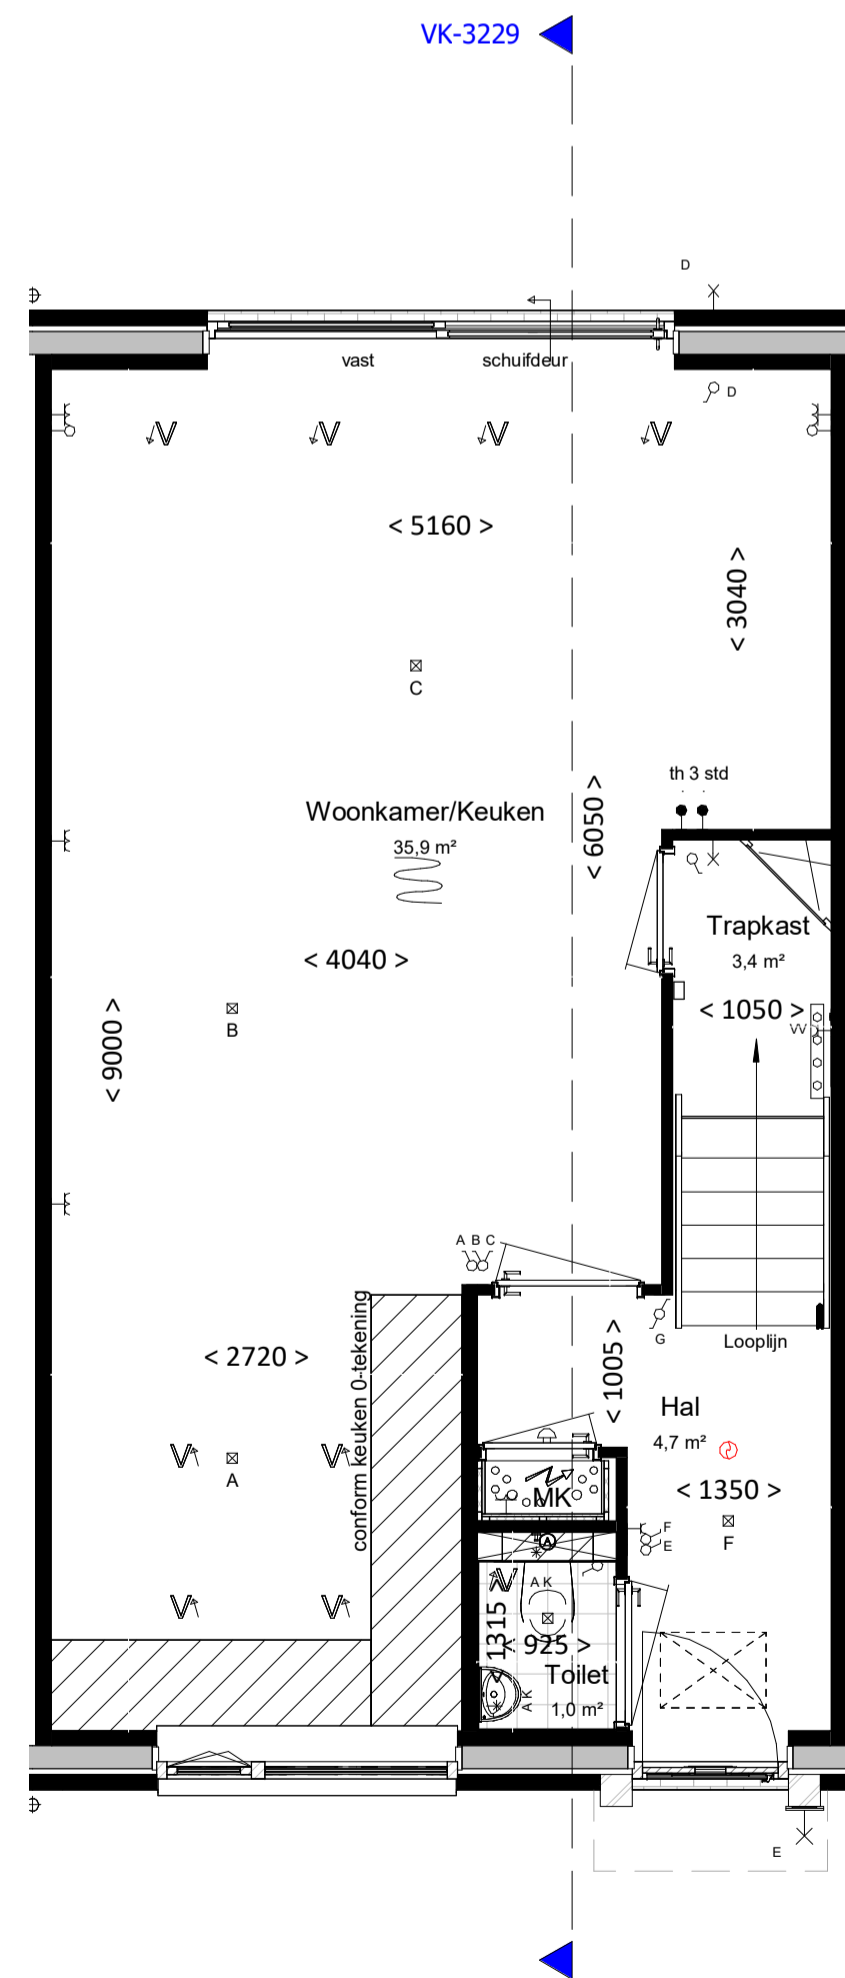 VK-3229
D
vast
schuifdeur
D
< 5160 >
< 3040 >
C
th 3 std
Woonkamer/Keuken
35,9 m²
< 6050 >
Trapkast
3,4 m²
< 4040 >
< 1050 >
B
< 9000 >
A B C
G
Looplijn
< 2720 >
conform keuken 0-tekening
< 1005 >
Hal
4,7 m²
A
MK
< 1350 >
F
E
F
A
A K
< 1315 >
< 925 >
Toilet
1,0 m²
A K
E